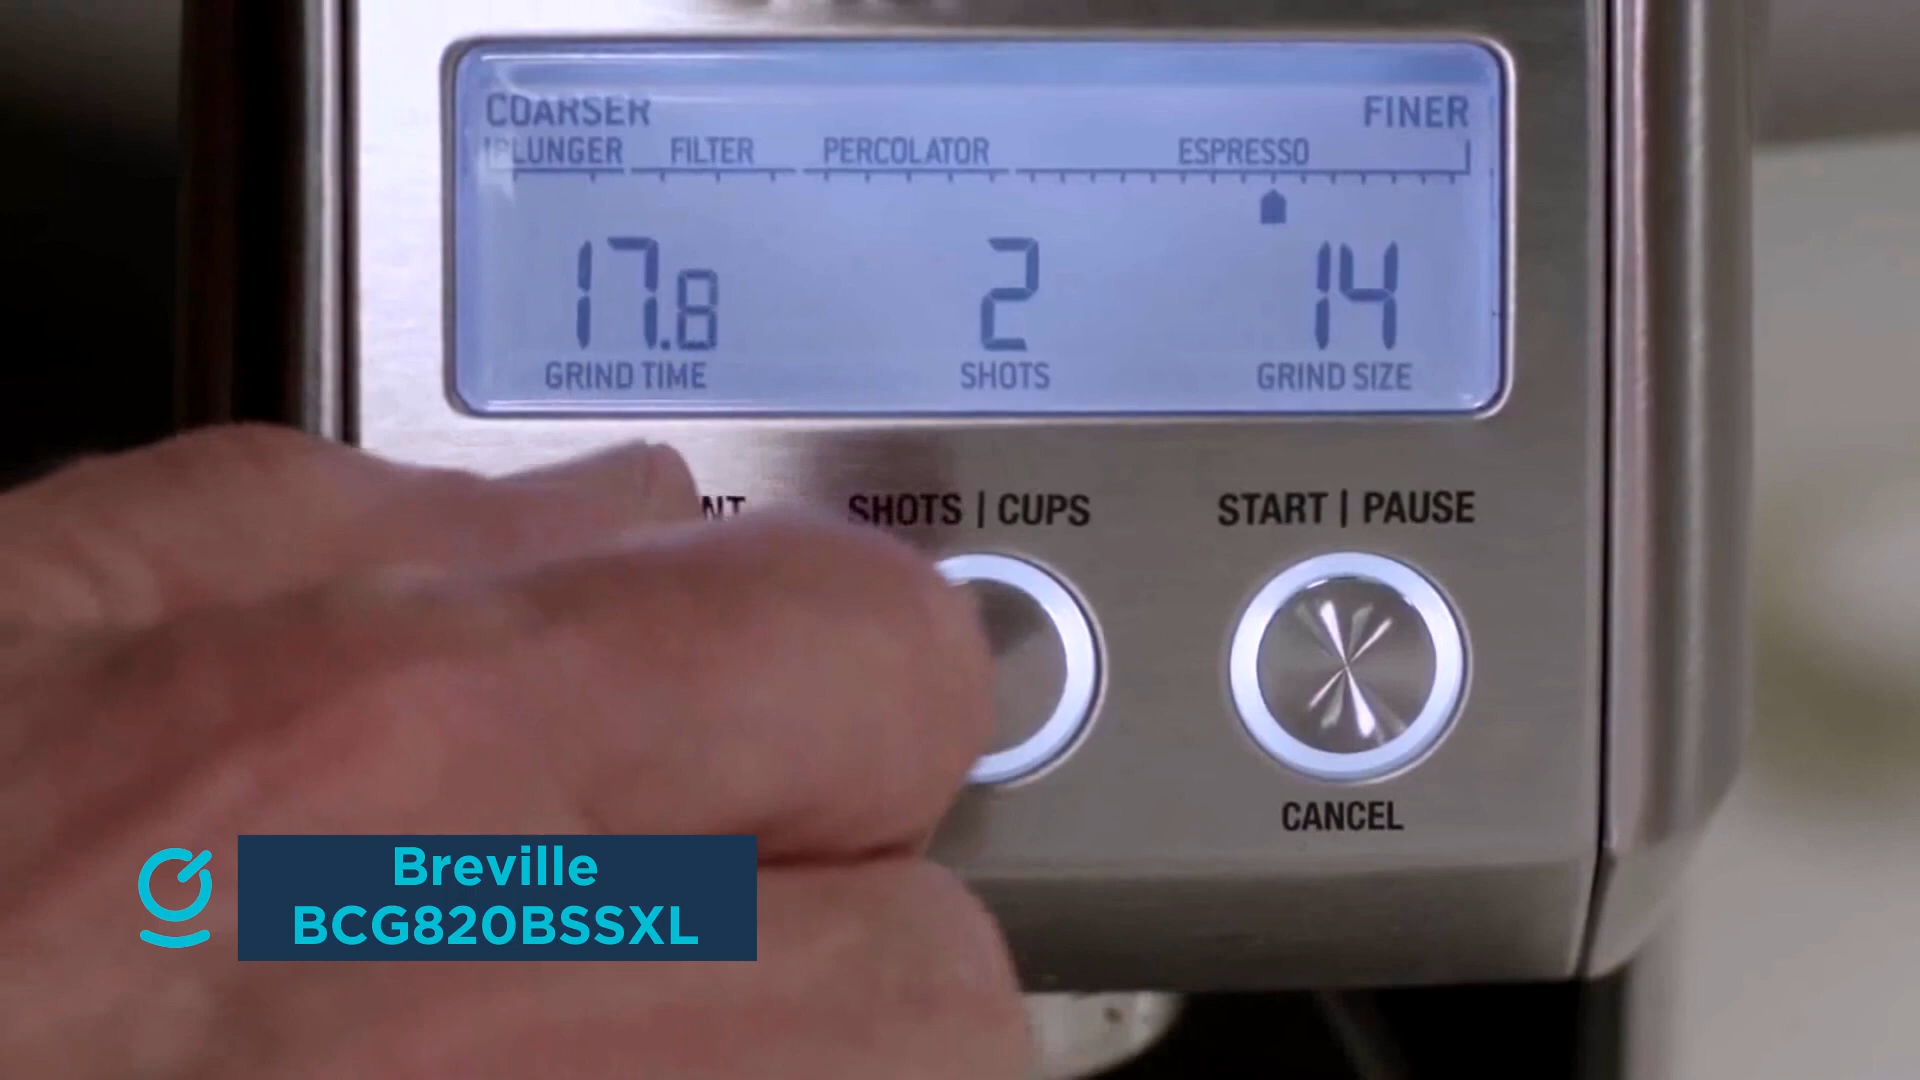 COARSER FINER
PLUNGER FILTER PERCOLATOR ESPRESSO
17.8 2 14
GRIND TIME SHOTS GRIND SIZE
SHOTS | CUPS START | PAUSE
CANCEL
Breville
BCG820BSSXL